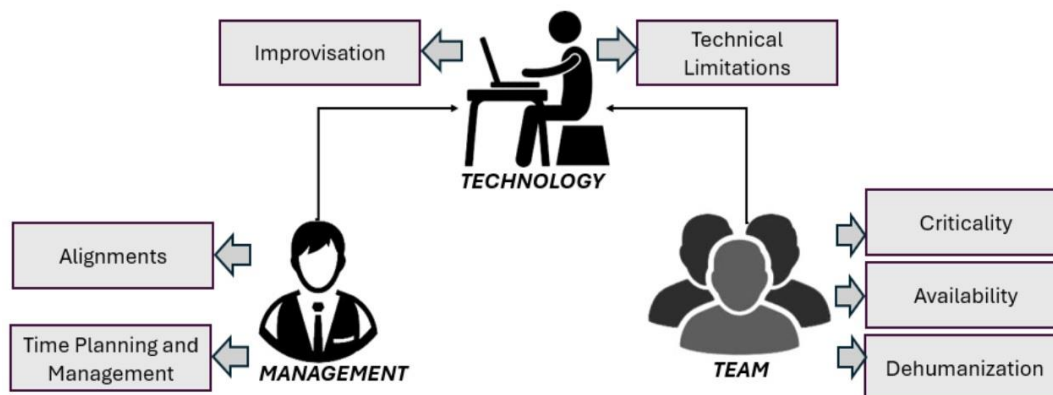 Improvisation
Technical
Limitations
TECHNOLOGY
Alignments
Time Planning and
Management
MANAGEMENT
Criticality
Availability
Dehumanization
TEAM